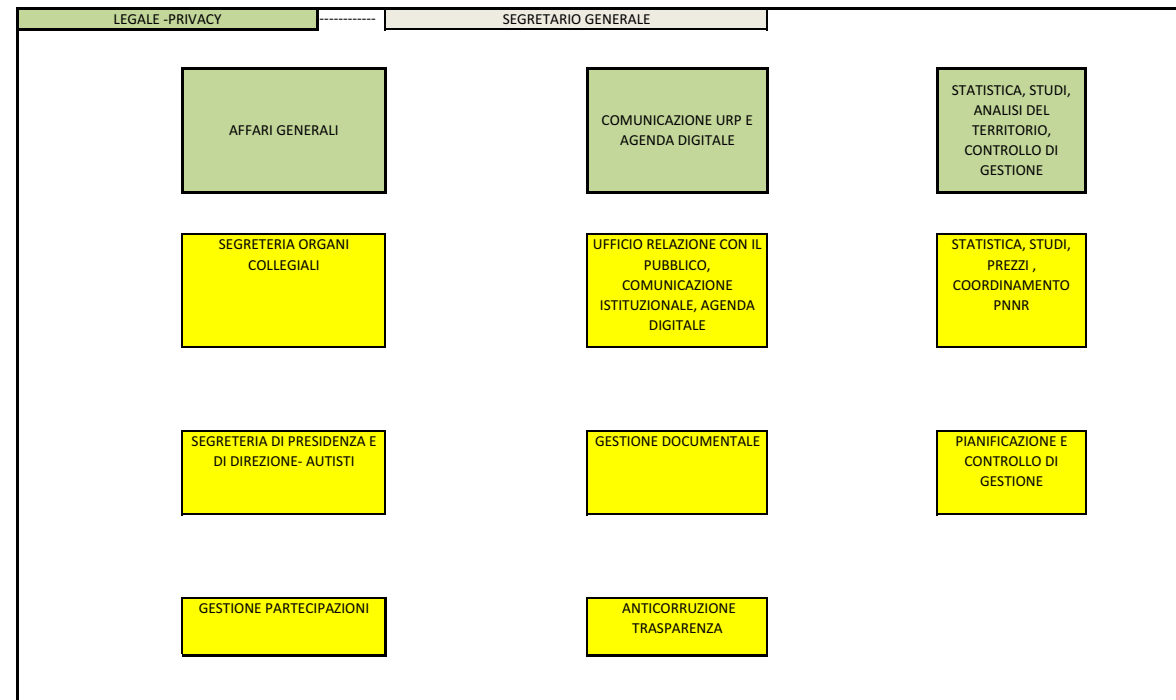 LEGALE -PRIVACY
------------
SEGRETARIO GENERALE
AFFARI GENERALI
COMUNICAZIONE URP E
AGENDA DIGITALE
STATISTICA, STUDI,
ANALISI DEL
TERRITORIO,
CONTROLLO DI
GESTIONE
SEGRETERIA ORGANI
COLLEGIALI
UFFICIO RELAZIONE CON IL
PUBBLICO,
COMUNICAZIONE
ISTITUZIONALE, AGENDA
DIGITALE
STATISTICA, STUDI,
PREZZI ,
COORDINAMENTO
PNNR
SEGRETERIA DI PRESIDENZA E
DI DIREZIONE- AUTISTI
GESTIONE DOCUMENTALE
PIANIFICAZIONE E
CONTROLLO DI
GESTIONE
GESTIONE PARTECIPAZIONI
ANTICORRUZIONE
TRASPARENZA